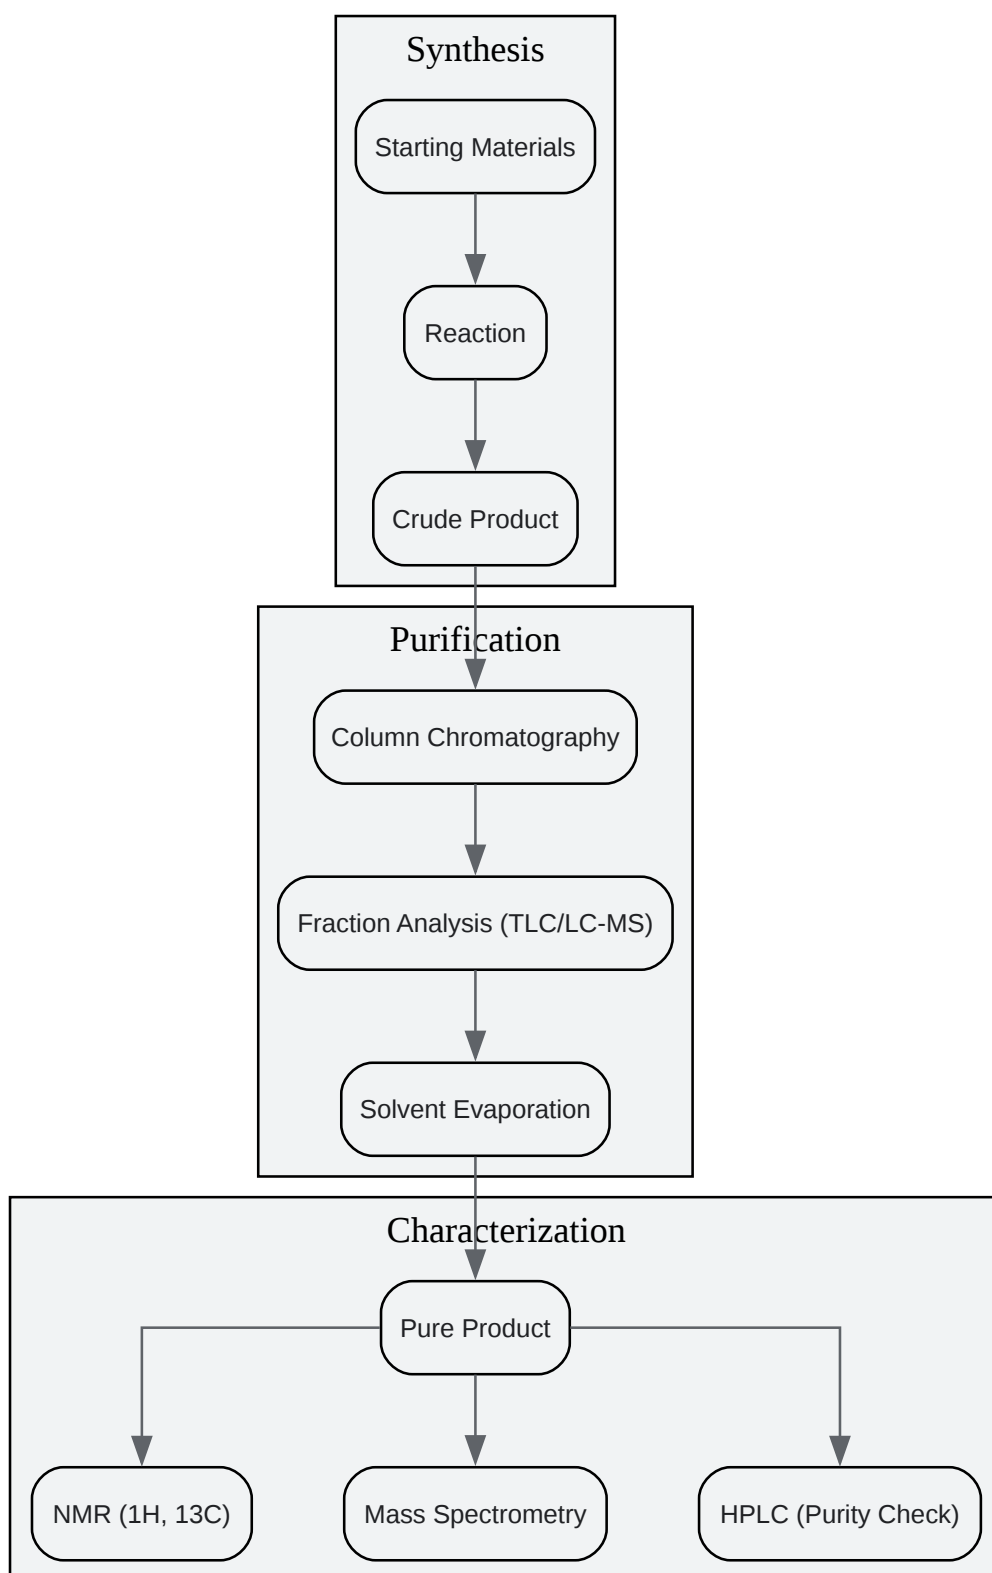 Synthesis
Starting Materials
Reaction
Crude Product
Purification
Column Chromatography
Fraction Analysis (TLC/LC-MS)
Solvent Evaporation
Characterization
Pure Product
NMR (1H, 13C)
Mass Spectrometry
HPLC (Purity Check)